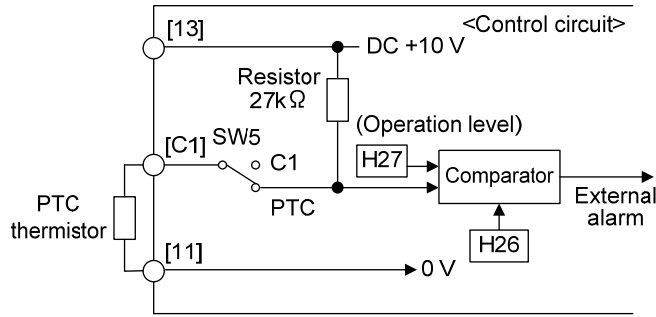 [13]
<Control circuit>
DC +10 V
Resistor
27kΩ
(Operation level)
[C1]
SW5
C1
H27
Comparator
PTC
External
alarm
PTC
thermistor
H26
[11]
0 V